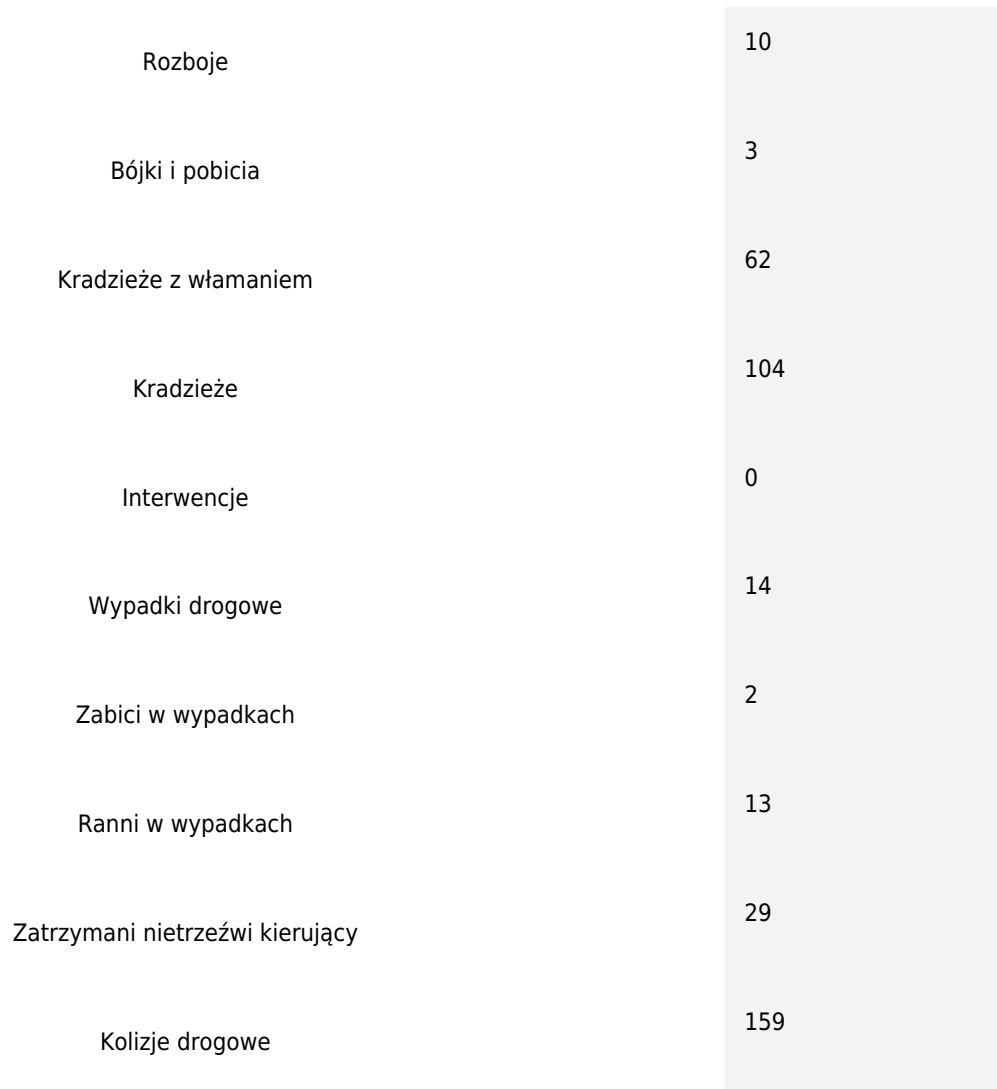 Rozboje
10
Bójki i pobicia
3
Kradzieże z włamaniem
62
Kradzieże
104
Interwencje
0
Wypadki drogowe
14
Zabici w wypadkach
2
Ranni w wypadkach
13
Zatrzymani nietrzeźwi kierujący
29
Kolizje drogowe
159